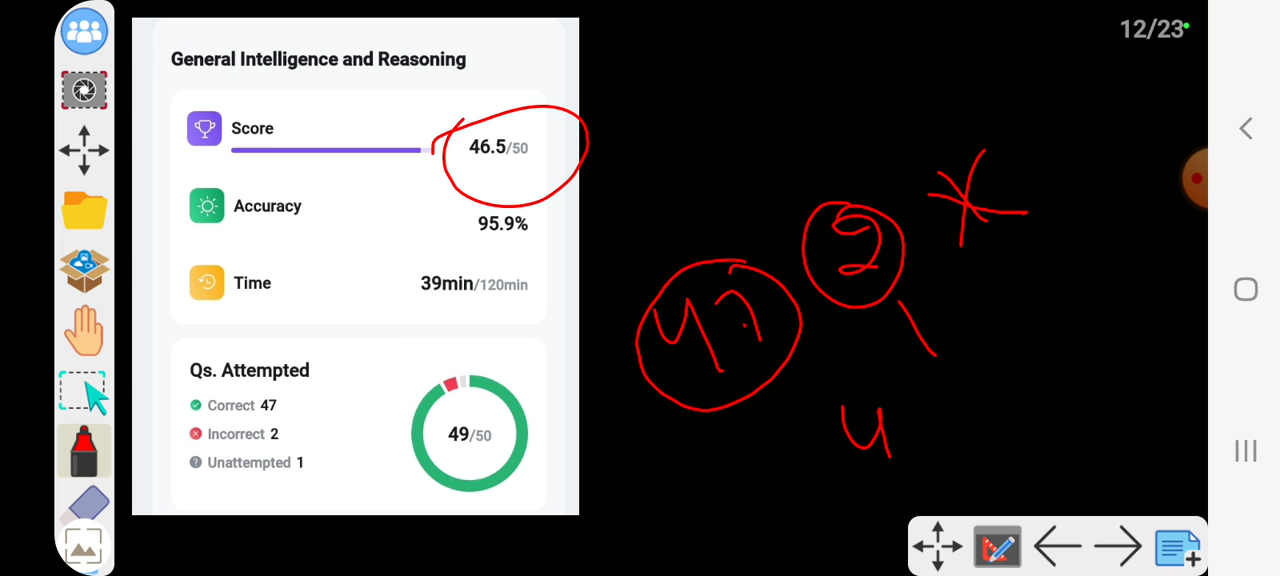 12/23
General Intelligence and Reasoning
Score
46.5/50
Accuracy
95.9%
Time
39min/120min
Qs. Attempted
Correct 47
Incorrect 2
Unattempted 1
49/50
47
2